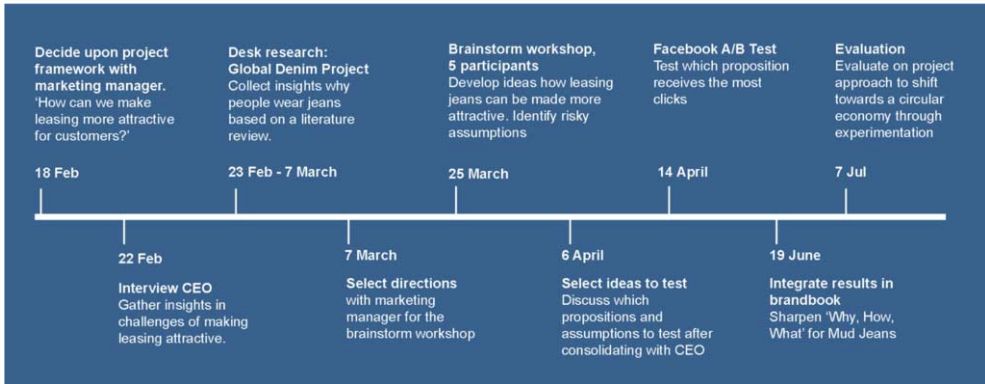 Decide upon project
framework with
marketing manager.
'How can we make
leasing more attractive
for customers?'
18 Feb
Desk research:
Global Denim Project
Collect insights why
people wear jeans
based on a literature
review.
23 Feb - 7 March
Brainstorm workshop,
5 participants
Develop ideas how leasing
jeans can be made more
attractive. Identify risky
assumptions
25 March
Facebook A/B Test
Test which proposition
receives the most
clicks
14 April
Evaluation
Evaluate on project
approach to shift
towards a circular
economy through
experimentation
7 Jul
22 Feb
Interview CEO
Gather insights in
challenges of making
leasing attractive.
7 March
Select directions
with marketing
manager for the
brainstorm workshop
6 April
Select ideas to test
Discuss which
propositions and
assumptions to test after
consolidating with CEO
19 June
Integrate results in
brandbook
Sharpen 'Why, How,
What' for Mud Jeans